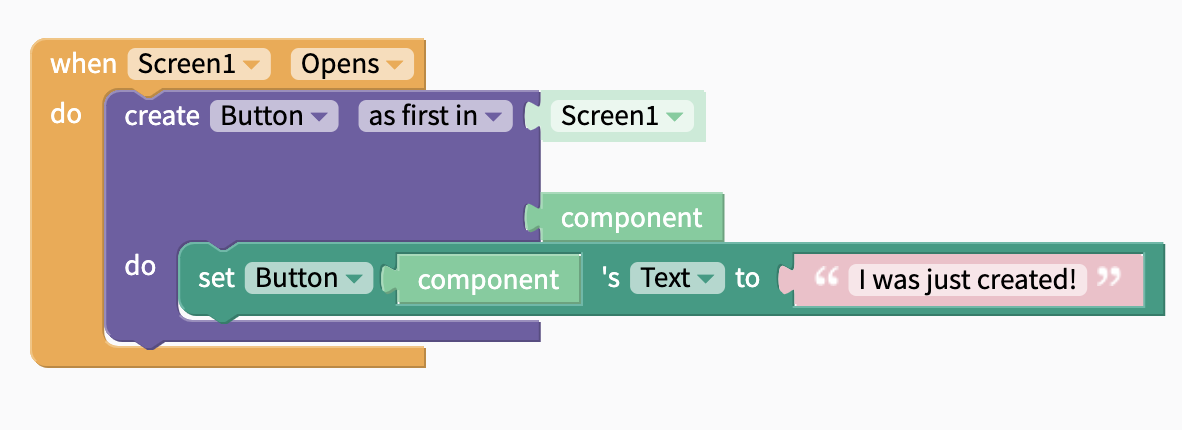 when Screen1 Opens
do create Button as first in Screen1
component
do set Button component 's Text to “ I was just created! ”